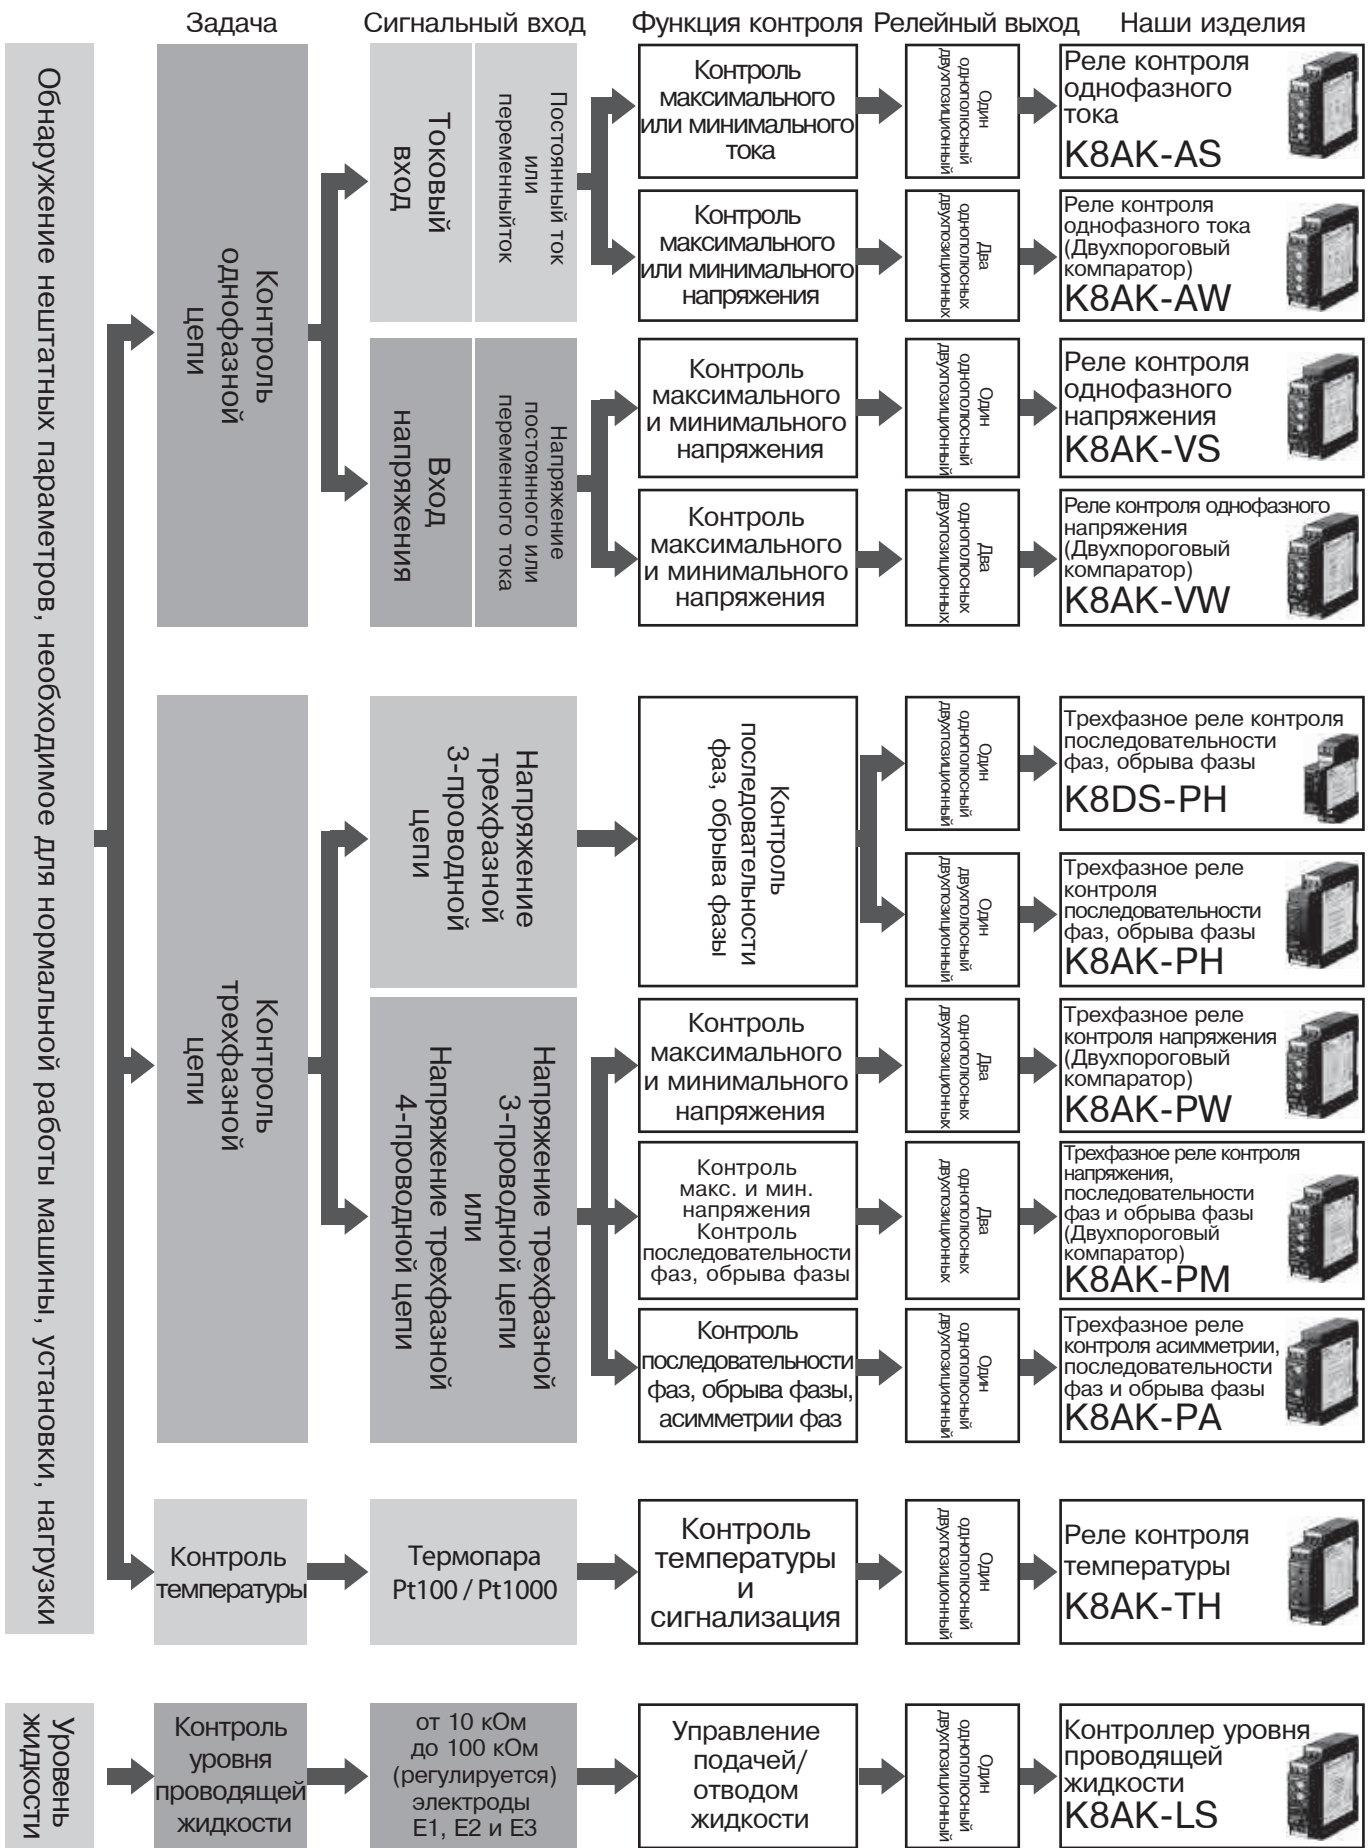 Задача
Сигнальный вход
Функция контроля
Релейный выход
Наши изделия
Обнаружение нештатных параметров, необходимое для нормальной работы машины, установки, нагрузки
Контроль
однофазной
цепи
Токовый
вход
Постоянный ток
или
переменныйток
Контроль
максимального
или минимального
тока
Один
однополюсный
двухпозиционный
Реле контроля
однофазного
тока
K8AK-AS
Контроль
максимального
или минимального
напряжения
Два
однополюсных
двухпозиционных
Реле контроля
однофазного тока
(Двухпороговый
компаратор)
K8AK-AW
Вход
напряжения
Напряжение
постоянного или
переменного тока
Контроль
максимального
и минимального
напряжения
Один
однополюсный
двухпозиционный
Реле контроля
однофазного
напряжения
K8AK-VS
Контроль
максимального
и минимального
напряжения
Два
однополюсных
двухпозиционных
Реле контроля однофазного
напряжения
(Двухпороговый
компаратор)
K8AK-VW
Контроль
трехфазной
цепи
Напряжение
трехфазной
3-проводной
цепи
Контроль
последовательности
фаз, обрыва фазы
Один
однополюсный
двухпозиционный
Трехфазное реле контроля
последовательности
фаз, обрыва фазы
K8DS-PH
Один
двухполюсный
двухпозиционный
Трехфазное реле
контроля
последовательности
фаз, обрыва фазы
K8AK-PH
Напряжение трехфазной
3-проводной цепи
или
Напряжение трехфазной
4-проводной цепи
Контроль
максимального
и минимального
напряжения
Два
однополюсных
двухпозиционных
Трехфазное реле
контроля напряжения
(Двухпороговый
компаратор)
K8AK-PW
Контроль
макс. и мин.
напряжения
Контроль
последовательности
фаз, обрыва фазы
Два
однополюсных
двухпозиционных
Трехфазное реле контроля
напряжения,
последовательности
фаз и обрыва фазы
(Двухпороговый
компаратор)
K8AK-PM
Контроль
последовательности
фаз, обрыва фазы,
асимметрии фаз
Один
однополюсный
двухпозиционный
Трехфазное реле
контроля асимметрии,
последовательности
фаз и обрыва фазы
K8AK-PA
Контроль
температуры
Термопара
Pt100 / Pt1000
Контроль
температуры
и
сигнализация
Один
однополюсный
двухпозиционный
Реле контроля
температуры
K8AK-TH
Уровень
жидкости
Контроль
уровня
проводящей
жидкости
от 10 кОм
до 100 кОм
(регулируется)
электроды
E1, E2 и E3
Управление
подачей/
отводом
жидкости
Один
однополюсный
двухпозиционный
Контроллер уровня
проводящей
жидкости
K8AK-LS